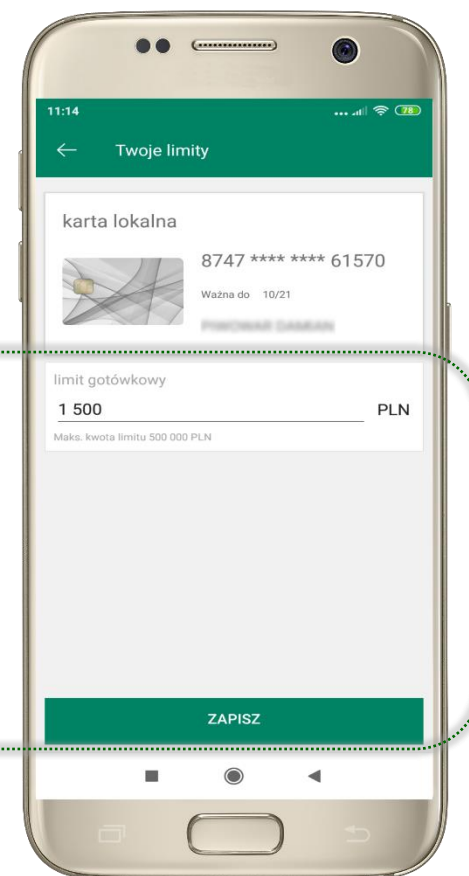 11:14
78
Twoje limity
karta lokalna
8747 **** **** 61570
Ważna do 10/21
limit gotówkowy
1 500 PLN
Maks. kwota limitu 500 000 PLN
ZAPISZ